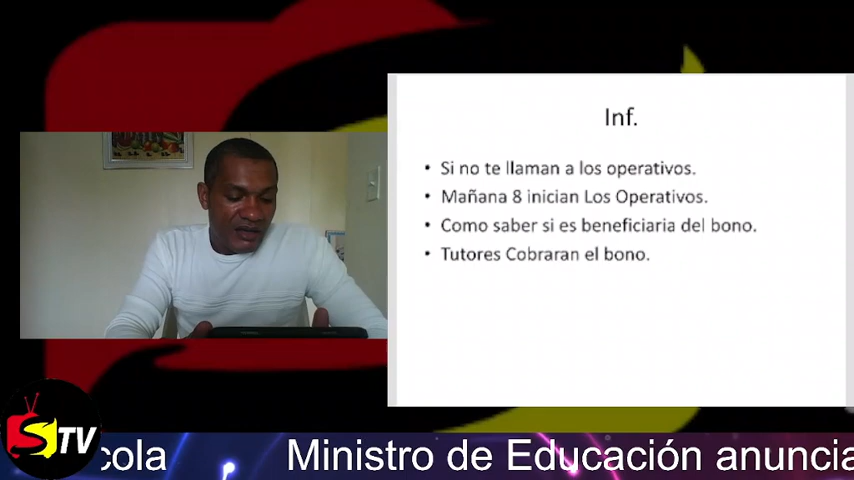 Inf.
• Si no te llaman a los operativos.
• Mañana 8 inician Los Operativos.
• Como saber si es beneficiaria del bono.
• Tutores Cobraran el bono.
STV
cola Ministro de Educación anuncia